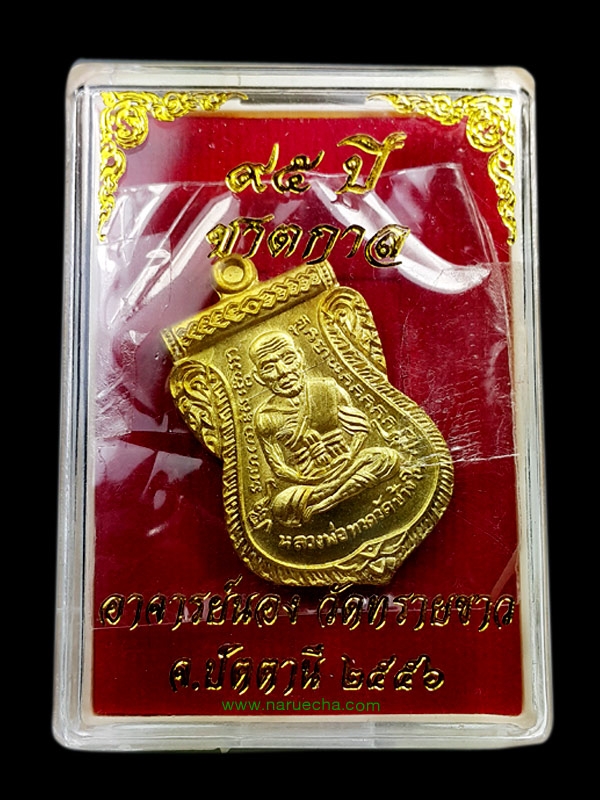 ๙๕ ปี
ชาตกาล
หลวงพ่อทวดวัดช้างให้
อาจารย์นอง วัดทรายขาว
จ.ปัตตานี ๒๕๕๖
www.naruecha.com